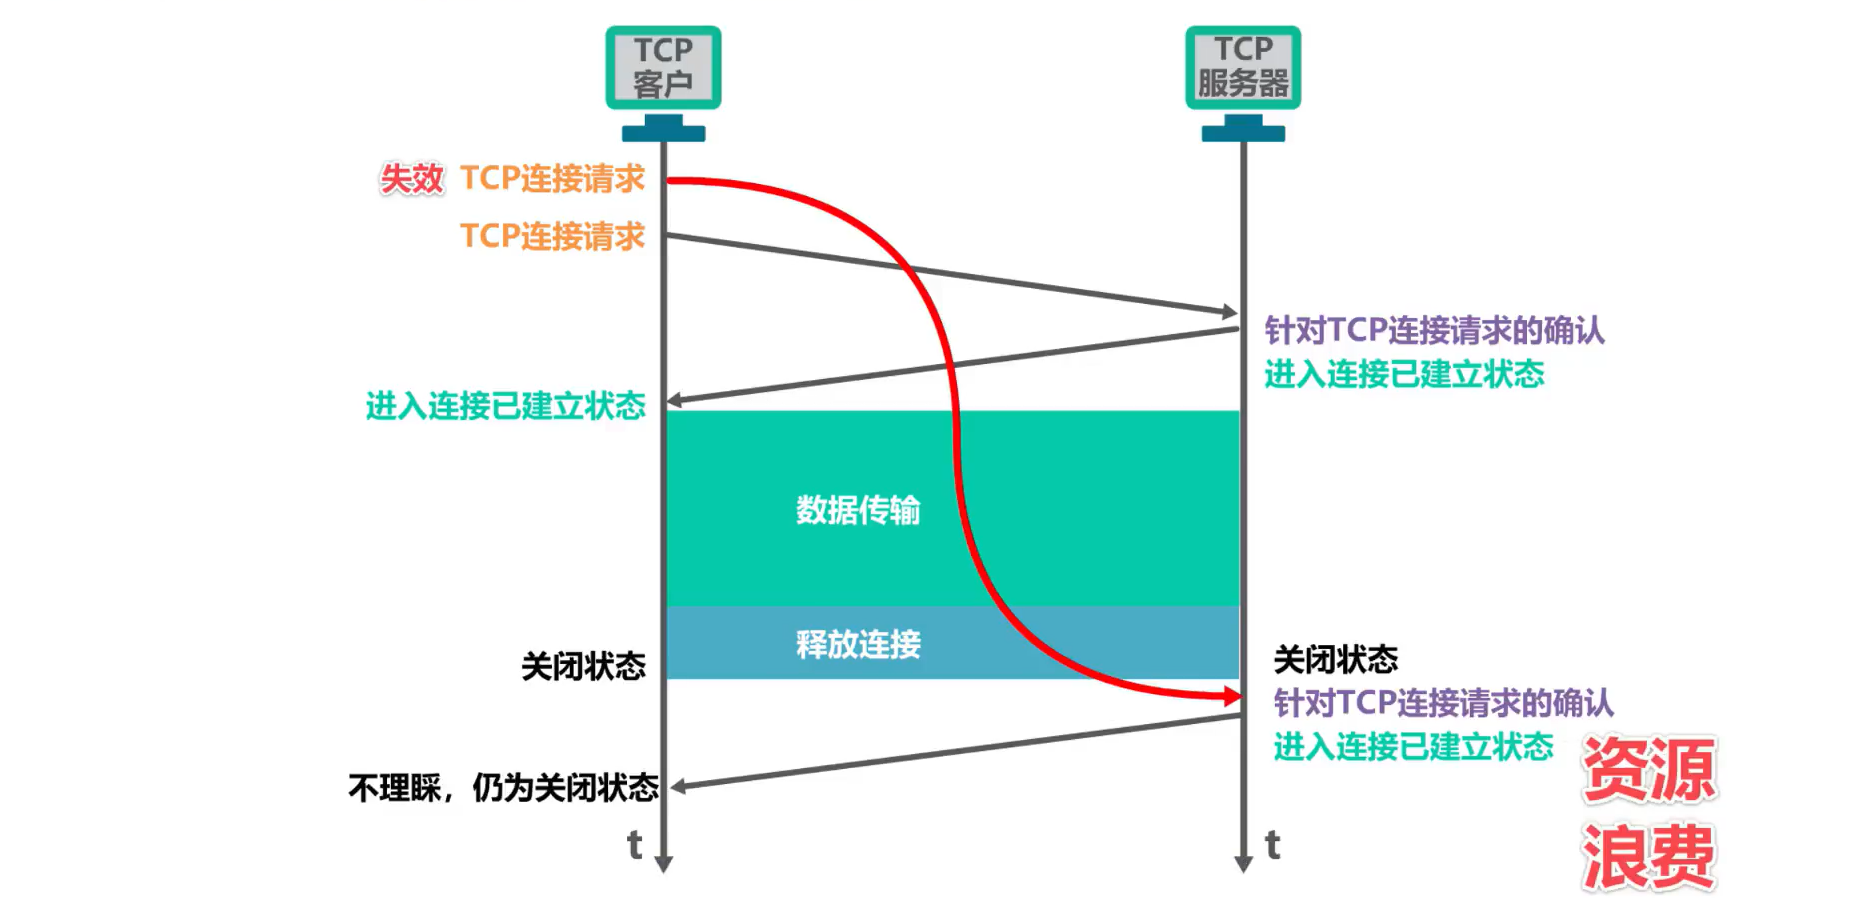 TCP
客户
TCP
服务器
失效 TCP连接请求
TCP连接请求
针对TCP连接请求的确认
进入连接已建立状态
进入连接已建立状态
数据传输
释放连接
关闭状态
关闭状态
针对TCP连接请求的确认
进入连接已建立状态
不理睬，仍为关闭状态
资源
浪费
t
t